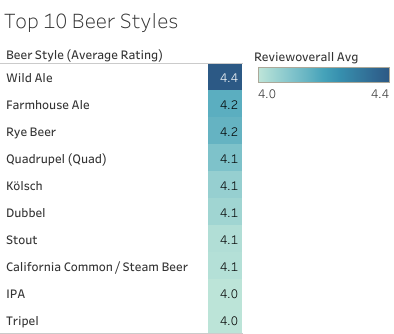 Top 10 Beer Styles
Beer Style (Average Rating)
Wild Ale 4.4
Farmhouse Ale 4.2
Rye Beer 4.2
Quadrupel (Quad) 4.1
Kölsch 4.1
Dubbel 4.1
Stout 4.1
California Common / Steam Beer 4.1
IPA 4.0
Tripel 4.0
Reviewoverall Avg
4.0 4.4